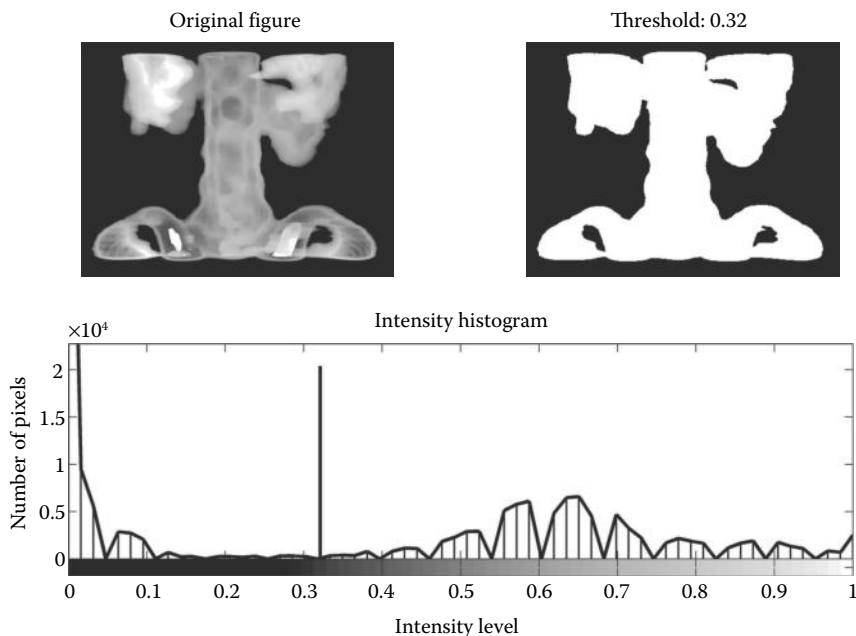 Original figure
Threshold: 0.32
Intensity histogram
×10⁴
Number of pixels
2
1.5
1
0.5
0
0 0.1 0.2 0.3 0.4 0.5 0.6 0.7 0.8 0.9 1
Intensity level